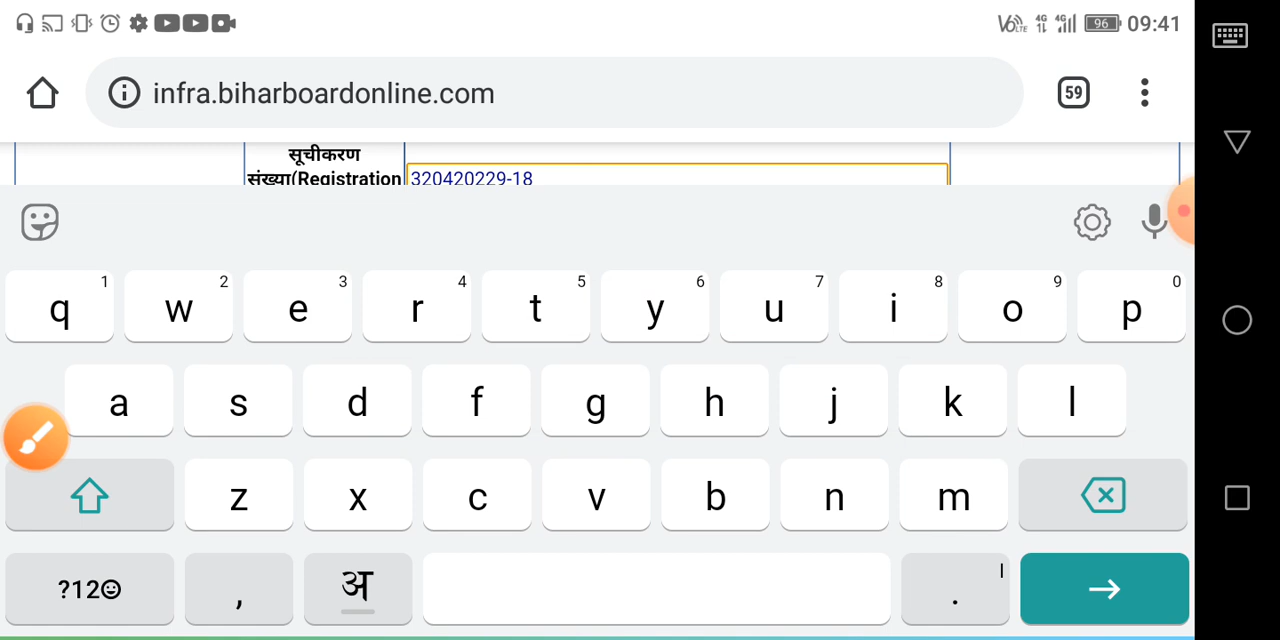 96 09:41
infra.biharboardonline.com 59
सूचीकरण
संख्या(Registration 320420229-18
q 1 w 2 e 3 r 4 t 5 y 6 u 7 i 8 o 9 p 0
a s d f g h j k l
z x c v b n m
?12☺ , अ . l